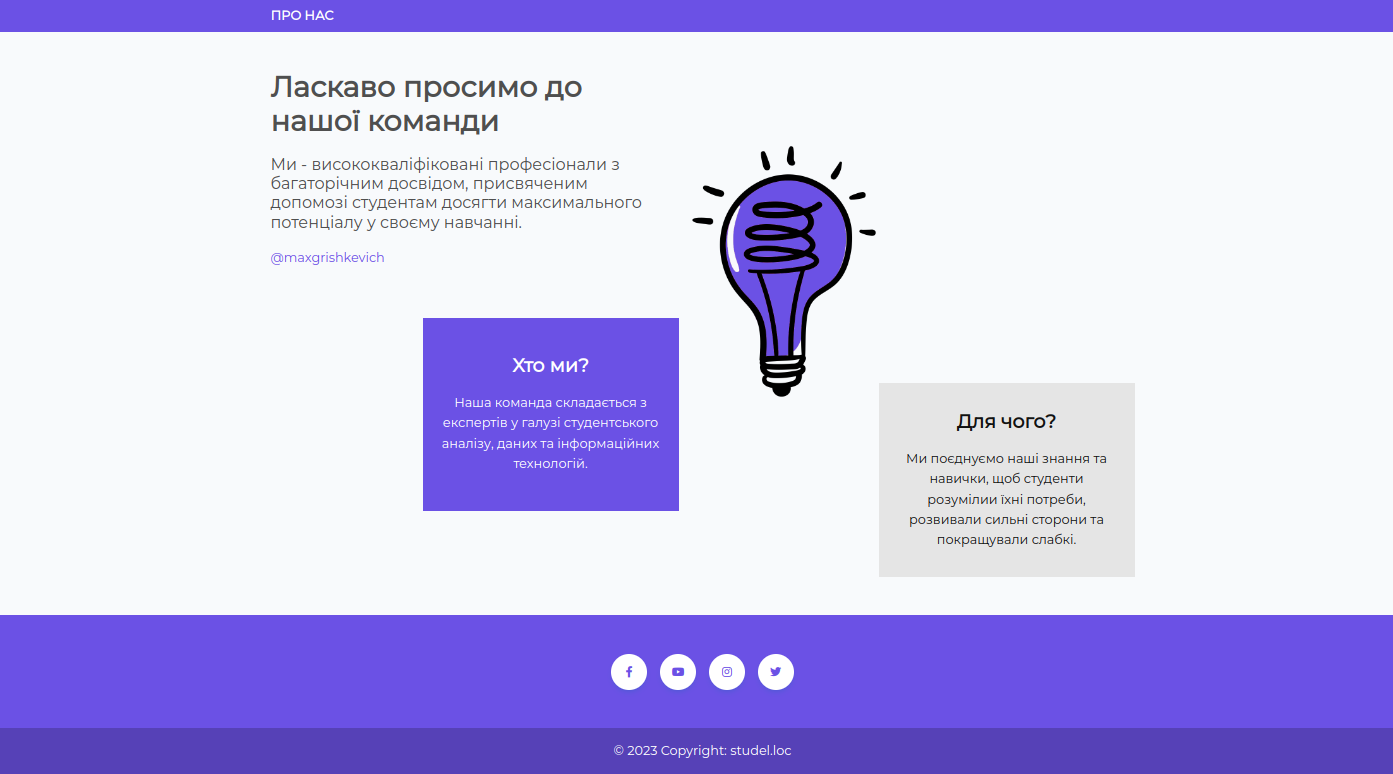 ПРО НАС
Ласкаво просимо до
нашої команди
Ми - висококваліфіковані професіонали з
багаторічним досвідом, присвяченим
допомозі студентам досягти максимального
потенціалу у своєму навчанні.
@maxgrishkevich
Хто ми?
Наша команда складається з
експертів у галузі студентського
аналізу, даних та інформаційних
технологій.
Для чого?
Ми поєднуємо наші знання та
навички, щоб студенти
розумілии їхні потреби,
розвивали сильні сторони та
покращували слабкі.
© 2023 Copyright: studel.loc